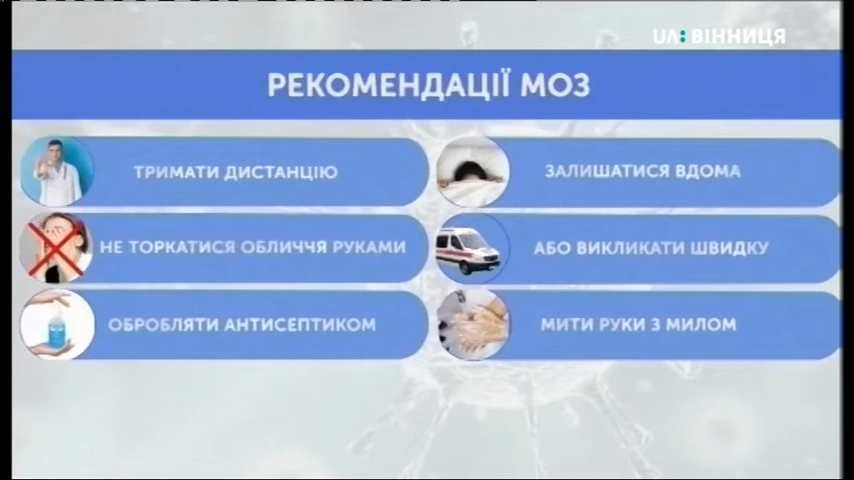 UA: ВІННИЦЯ
РЕКОМЕНДАЦІЇ МОЗ
ТРИМАТИ ДИСТАНЦІЮ
ЗАЛИШАТИСЯ ВДОМА
НЕ ТОРКАТИСЯ ОБЛИЧЧЯ РУКАМИ
АБО ВИКЛИКАТИ ШВИДКУ
ОБРОБЛЯТИ АНТИСЕПТИКОМ
МИТИ РУКИ З МИЛОМ